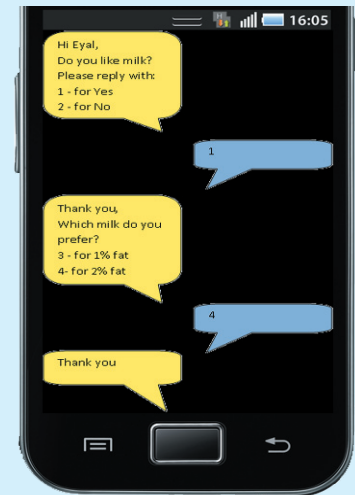 16:05
Hi Eyal,
Do you like milk?
Please reply with:
1 - for Yes
2 - for No
1
Thank you,
Which milk do you
prefer?
3 - for 1% fat
4- for 2% fat
4
Thank you